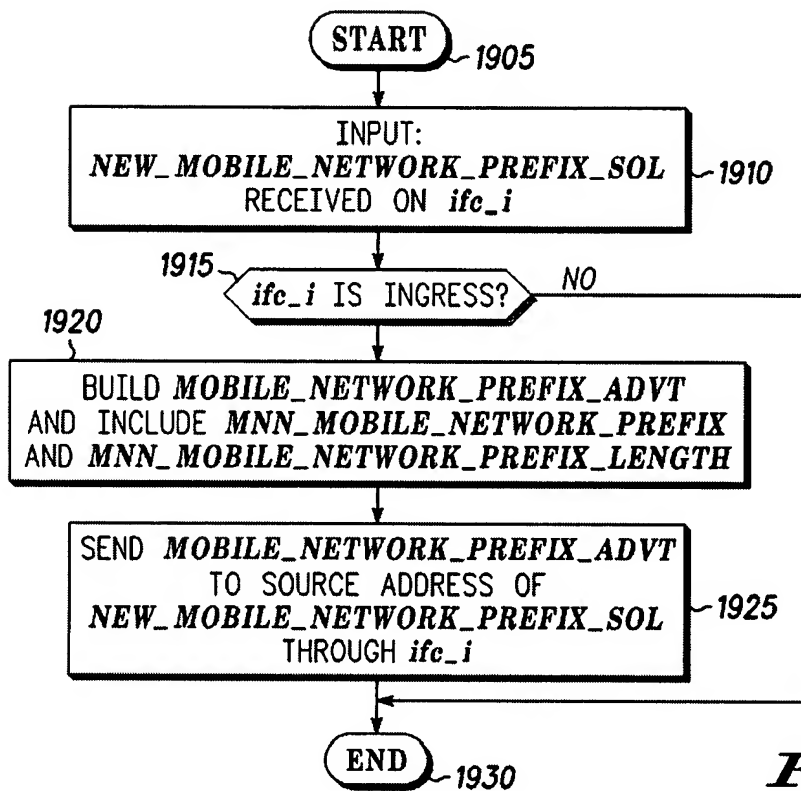 START
1905
INPUT:
NEW_MOBILE_NETWORK_PREFIX_SOL
RECEIVED ON ifc_i
1910
1915
ifc_i IS INGRESS?
NO
1920
BUILD MOBILE_NETWORK_PREFIX_ADVT
AND INCLUDE MNN_MOBILE_NETWORK_PREFIX
AND MNN_MOBILE_NETWORK_PREFIX_LENGTH
SEND MOBILE_NETWORK_PREFIX_ADVT
TO SOURCE ADDRESS OF
NEW_MOBILE_NETWORK_PREFIX_SOL
THROUGH ifc_i
1925
END
1930